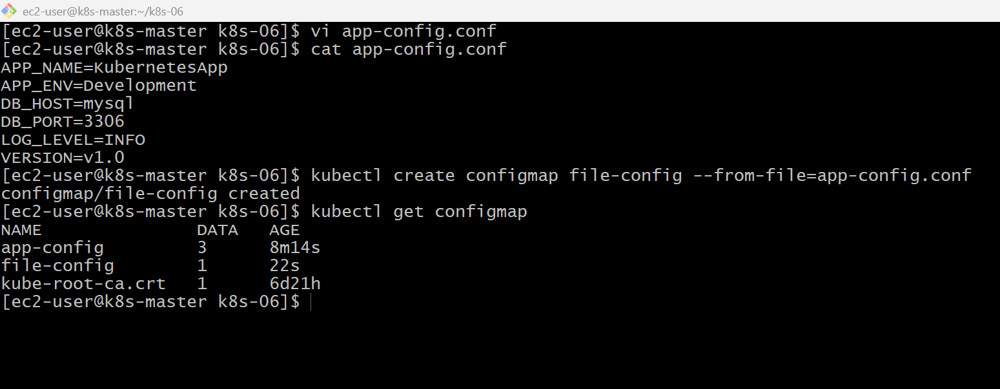 ec2-user@k8s-master:~/k8s-06
[ec2-user@k8s-master k8s-06]$ vi app-config.conf
[ec2-user@k8s-master k8s-06]$ cat app-config.conf
APP_NAME=KubernetesApp
APP_ENV=Development
DB_HOST=mysql
DB_PORT=3306
LOG_LEVEL=INFO
VERSION=v1.0
[ec2-user@k8s-master k8s-06]$ kubectl create configmap file-config --from-file=app-config.conf
configmap/file-config created
[ec2-user@k8s-master k8s-06]$ kubectl get configmap
NAME               DATA   AGE
app-config         3      8m14s
file-config        1      22s
kube-root-ca.crt   1      6d21h
[ec2-user@k8s-master k8s-06]$